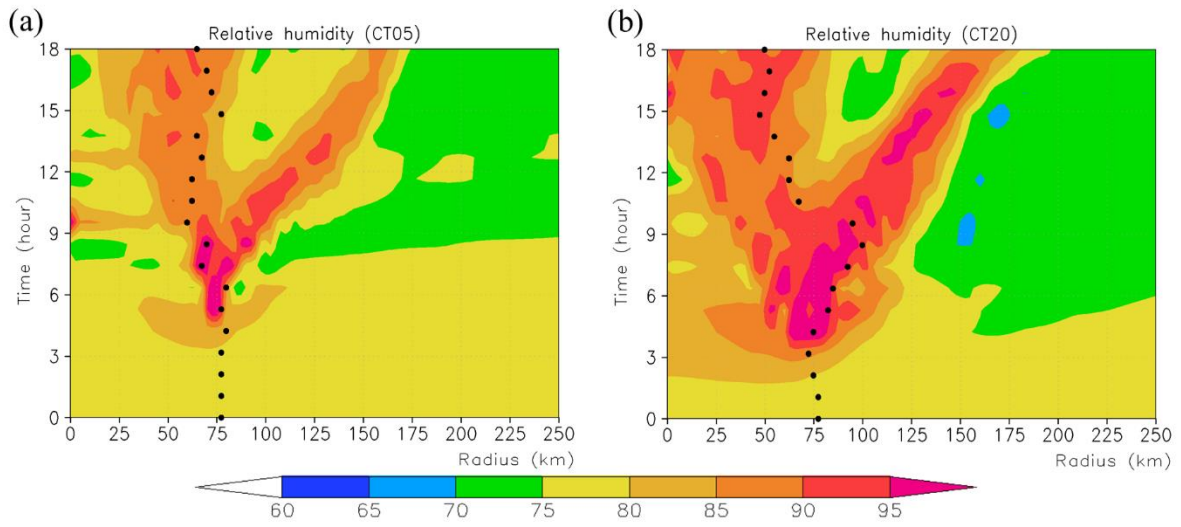 (a)
Relative humidity (CT05)
18
15
12
9
6
3
0
Time (hour)
0 25 50 75 100 125 150 175 200 225 250
Radius (km)
(b)
Relative humidity (CT20)
18
15
12
9
6
3
0
Time (hour)
0 25 50 75 100 125 150 175 200 225 250
Radius (km)
60 65 70 75 80 85 90 95